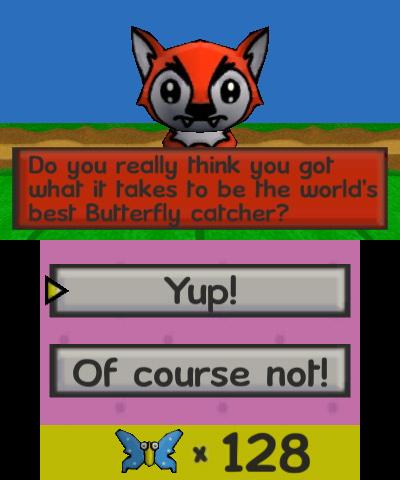 Do you really think you got
what it takes to be the world's
best Butterfly catcher?
Yup!
Of course not!
x 128